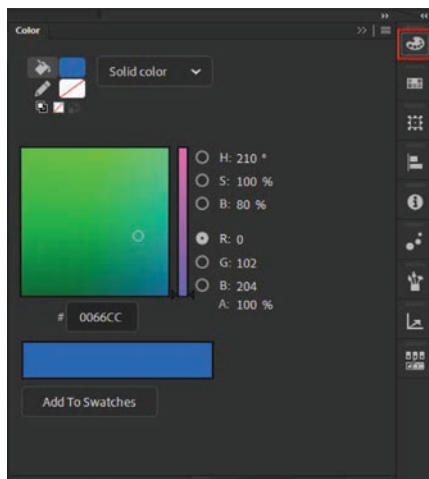 Color
Solid color
H: 210 °
S: 100 %
B: 80 %
R: 0
G: 102
B: 204
A: 100 %
# 0066CC
Add To Swatches